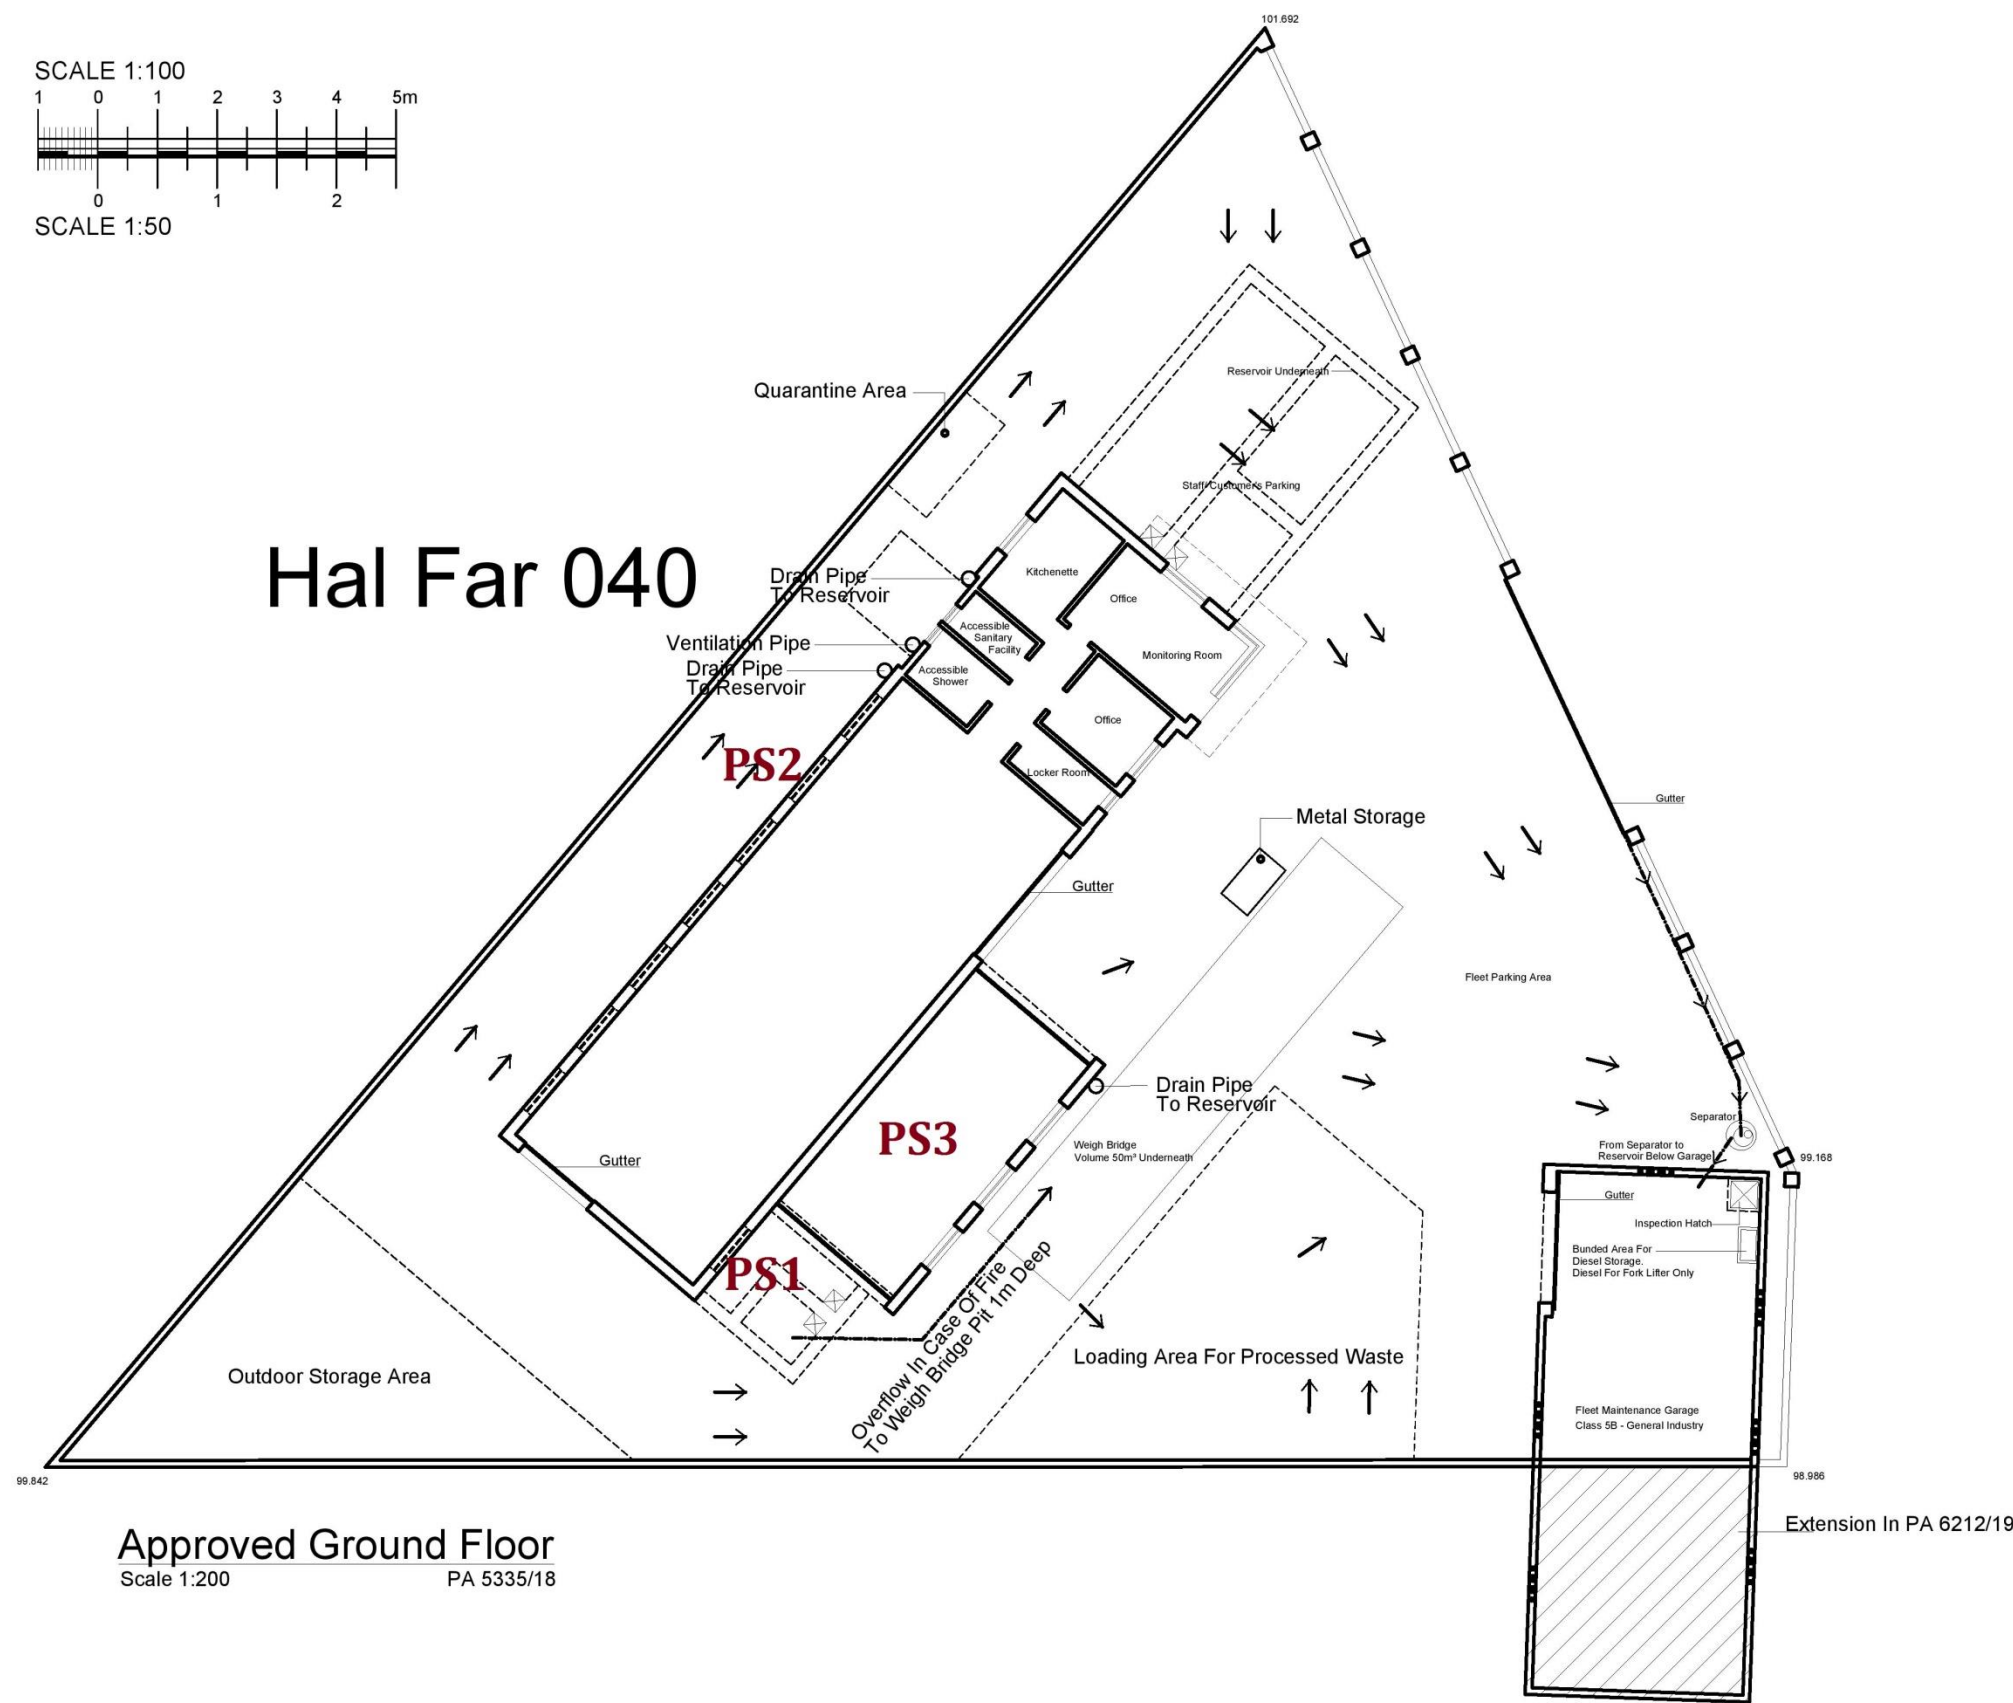 101.692
SCALE 1:100
1 0 1 2 3 4 5m
0 1 2
SCALE 1:50
Quarantine Area
Reservoir Underneath
Staff/Customer's Parking
Hal Far 040
Drain Pipe
To Reservoir
Kitchenette
Office
Accessible
Sanitary
Facility
Ventilation Pipe
Monitoring Room
Drain Pipe
To Reservoir
Accessible
Shower
Office
PS2
Locker Room
Gutter
Metal Storage
Gutter
Fleet Parking Area
Drain Pipe
To Reservoir
Separator
PS3
Weigh Bridge
Volume 50m³ Underneath
From Separator to
Reservoir Below Garage
99.168
Gutter
Gutter
Inspection Hatch
Bunded Area For
Diesel Storage.
Diesel For Fork Lifter Only
PS1
Overflow In Case Of Fire
To Weigh Bridge Pit 1m Deep
Loading Area For Processed Waste
Outdoor Storage Area
Fleet Maintenance Garage
Class 5B - General Industry
99.842
98.986
Extension In PA 6212/19
Approved Ground Floor
Scale 1:200 PA 5335/18